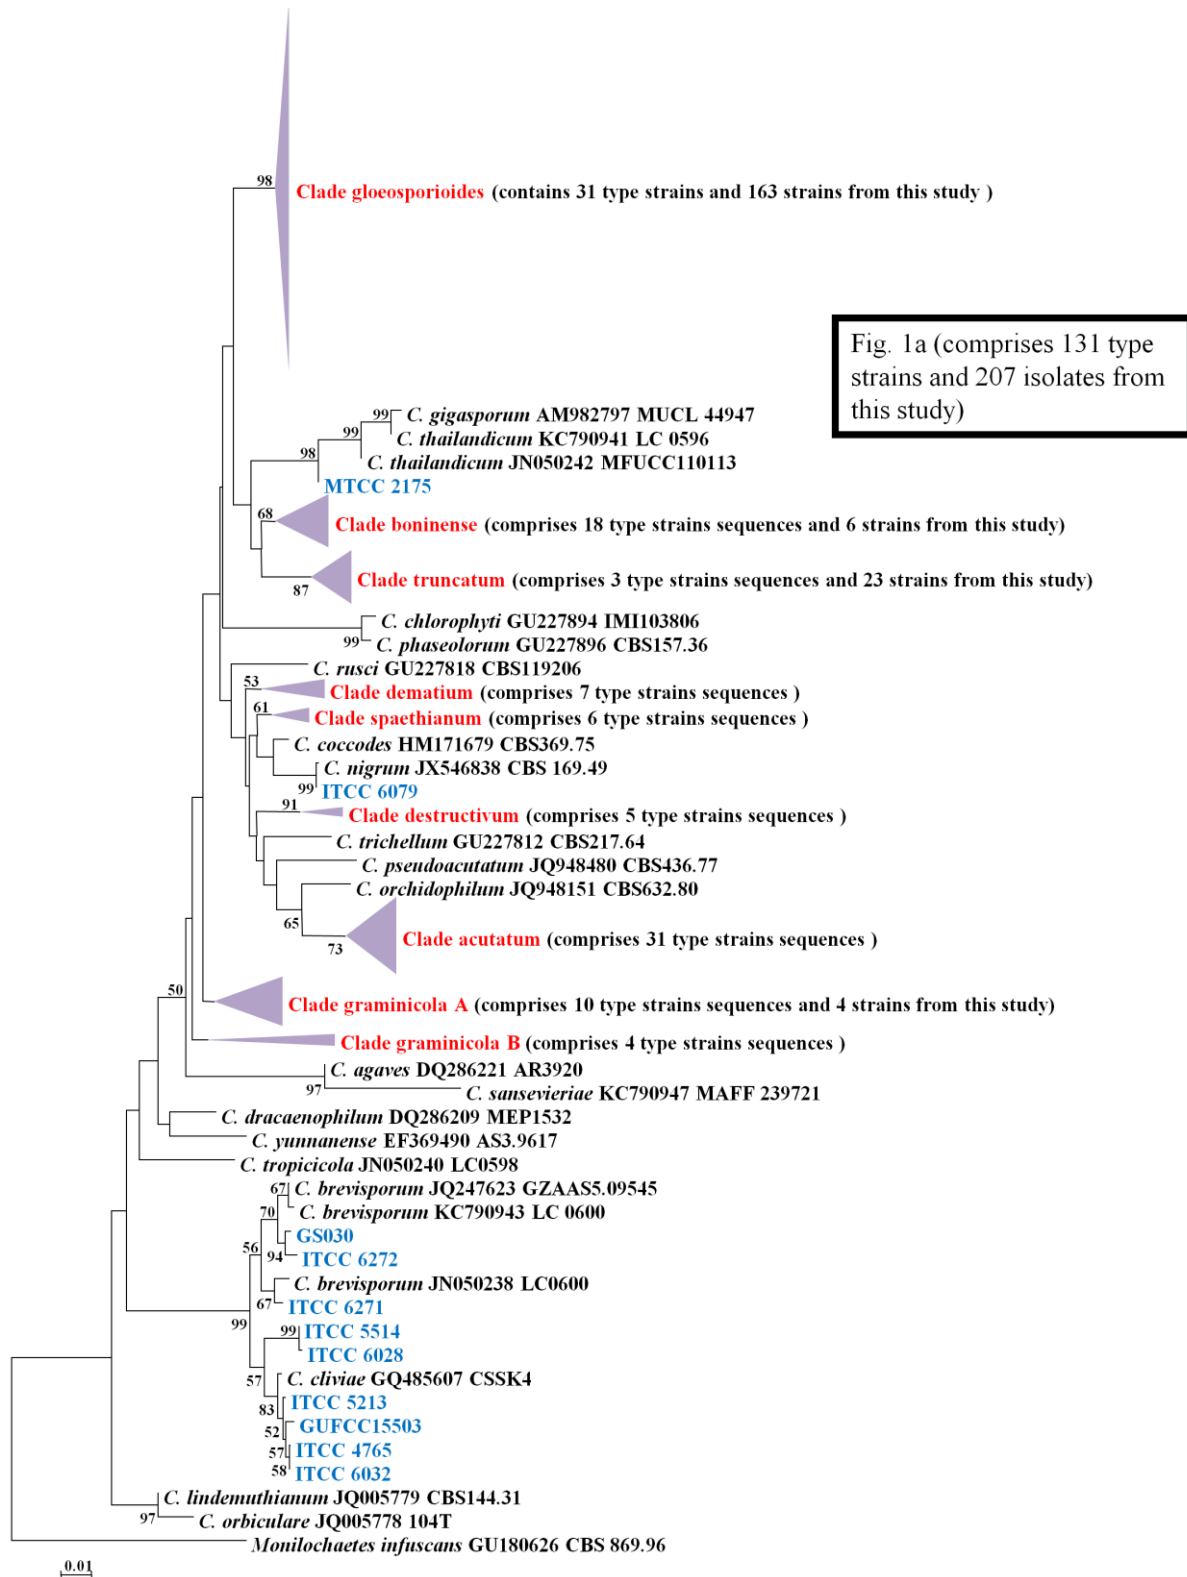 98
Clade gloeosporioides (contains 31 type strains and 163 strains from this study )
Fig. 1a (comprises 131 type
strains and 207 isolates from
this study)
99 C. gigasporum AM982797 MUCL 44947
99 C. thailandicum KC790941 LC 0596
98 C. thailandicum JN050242 MFUCC110113
MTCC 2175
68
Clade boninense (comprises 18 type strains sequences and 6 strains from this study)
Clade truncatum (comprises 3 type strains sequences and 23 strains from this study)
87
C. chlorophyti GU227894 IMI103806
99 C. phaseolorum GU227896 CBS157.36
C. rusci GU227818 CBS119206
53
Clade dematium (comprises 7 type strains sequences )
61
Clade spaethianum (comprises 6 type strains sequences )
C. coccodes HM171679 CBS369.75
C. nigrum JX546838 CBS 169.49
99 ITCC 6079
91
Clade destructivum (comprises 5 type strains sequences )
C. trichellum GU227812 CBS217.64
C. pseudoacutatum JQ948480 CBS436.77
C. orchidophilum JQ948151 CBS632.80
65
Clade acutatum (comprises 31 type strains sequences )
73
50
Clade graminicola A (comprises 10 type strains sequences and 4 strains from this study)
Clade graminicola B (comprises 4 type strains sequences )
C. agaves DQ286221 AR3920
97 C. sansevieriae KC790947 MAFF 239721
C. dracaenophilum DQ286209 MEP1532
C. yunnanense EF369490 AS3.9617
C. tropicicola JN050240 LC0598
67 C. brevisporum JQ247623 GZAAS5.09545
70 C. brevisporum KC790943 LC 0600
GS030
56 94 ITCC 6272
C. brevisporum JN050238 LC0600
67 ITCC 6271
99
99 ITCC 5514
ITCC 6028
57 C. cliviae GQ485607 CSSK4
83 ITCC 5213
52 GUFCC15503
57 ITCC 4765
58 ITCC 6032
C. lindemuthianum JQ005779 CBS144.31
97 C. orbiculare JQ005778 104T
Monilochaetes infuscans GU180626 CBS 869.96
0.01